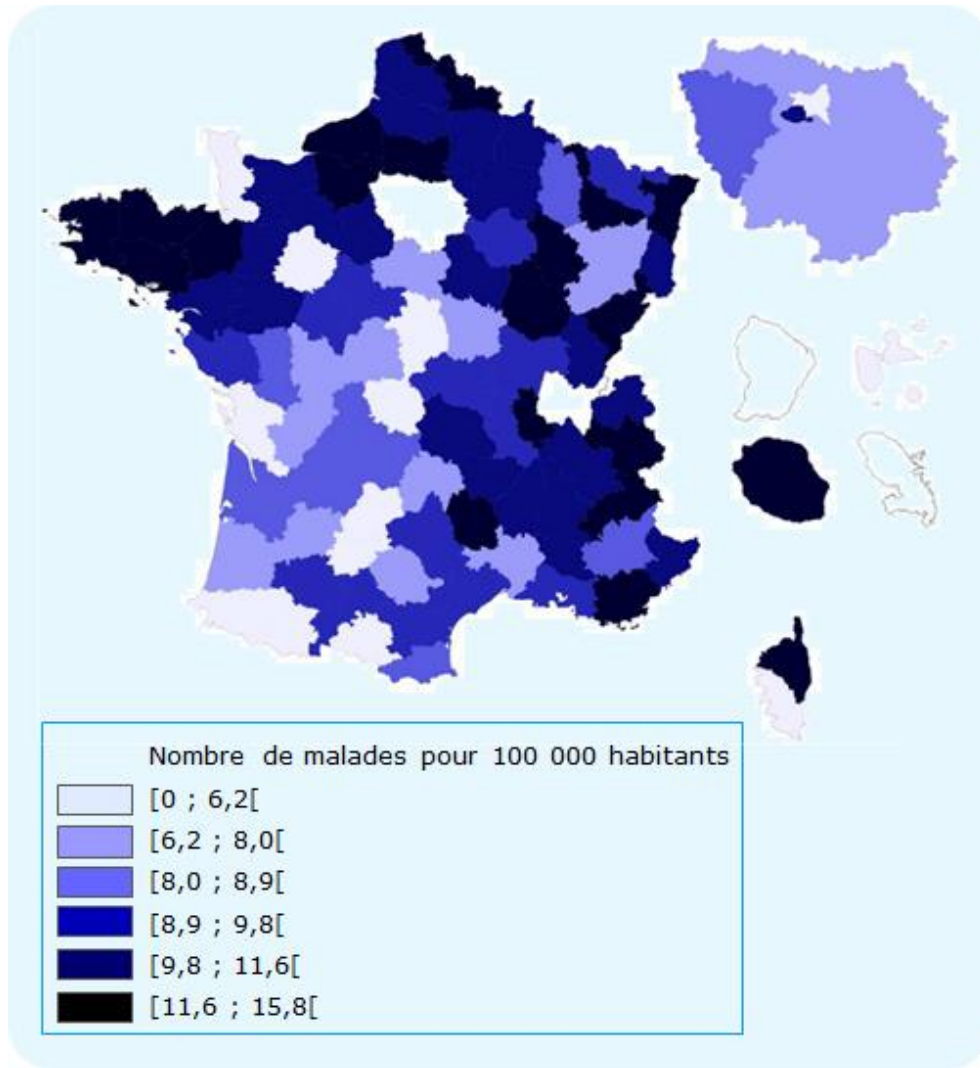 Nombre de malades pour 100 000 habitants
[0 ; 6,2[
[6,2 ; 8,0[
[8,0 ; 8,9[
[8,9 ; 9,8[
[9,8 ; 11,6[
[11,6 ; 15,8[